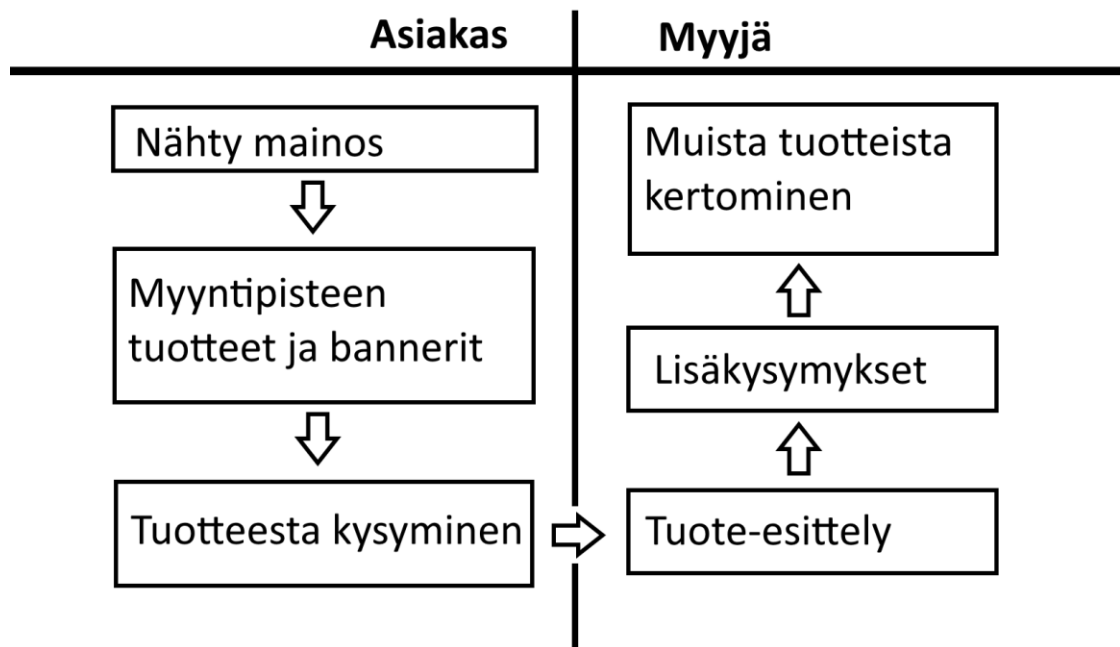 Asiakas
Myyjä
Nähty mainos
Myyntipisteen
tuotteet ja bannerit
Tuotteesta kysyminen
Tuote-esittely
Lisäkysymykset
Muista tuotteista
kertominen